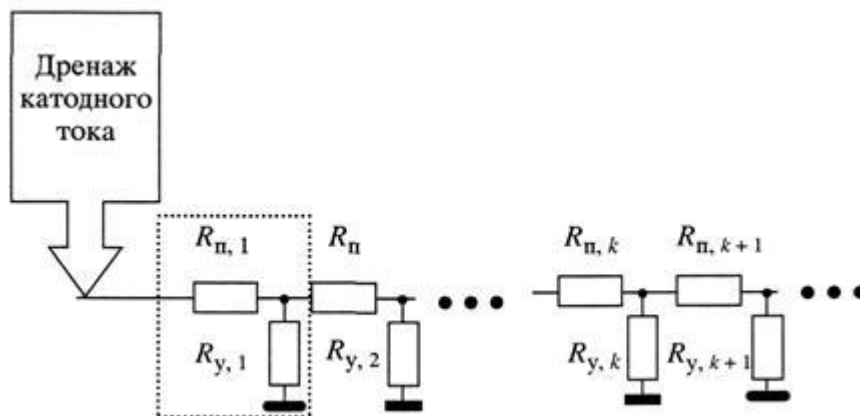 Дренаж
катодного
тока
Rп, 1 Rп Rп, k Rп, k + 1
Rу, 1 Rу, 2 Rу, k Rу, k + 1